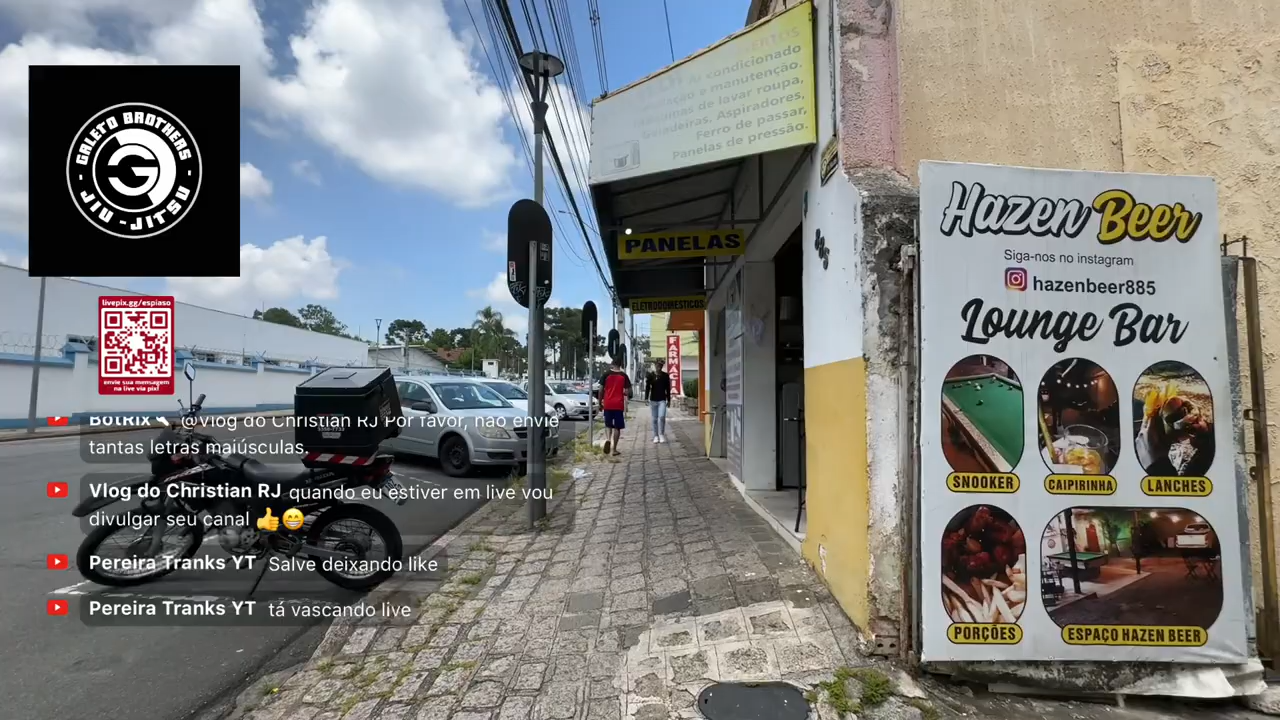 GALETO BROTHERS
JIU-JITSU
livepix.gg/espiaso
envie sua mensagem
na live via pix!
BotRix @Vlog do Christian RJ Por favor, não envie
tantas letras maiúsculas.
Vlog do Christian RJ quando eu estiver em live vou
divulgar seu canal 👍😁
Pereira Tranks YT Salve deixando like
Pereira Tranks YT tá vascando live
Ar condicionado
e manutenção.
de lavar roupa,
Aspiradores,
Ferro de passar,
Panelas de pressão.
PANELAS
ELETRODOMESTICOS
FARMÁCIA
885
Hazen Beer
Siga-nos no instagram
hazenbeer885
Lounge Bar
SNOOKER
CAIPIRINHA
LANCHES
PORÇÕES
ESPAÇO HAZEN BEER